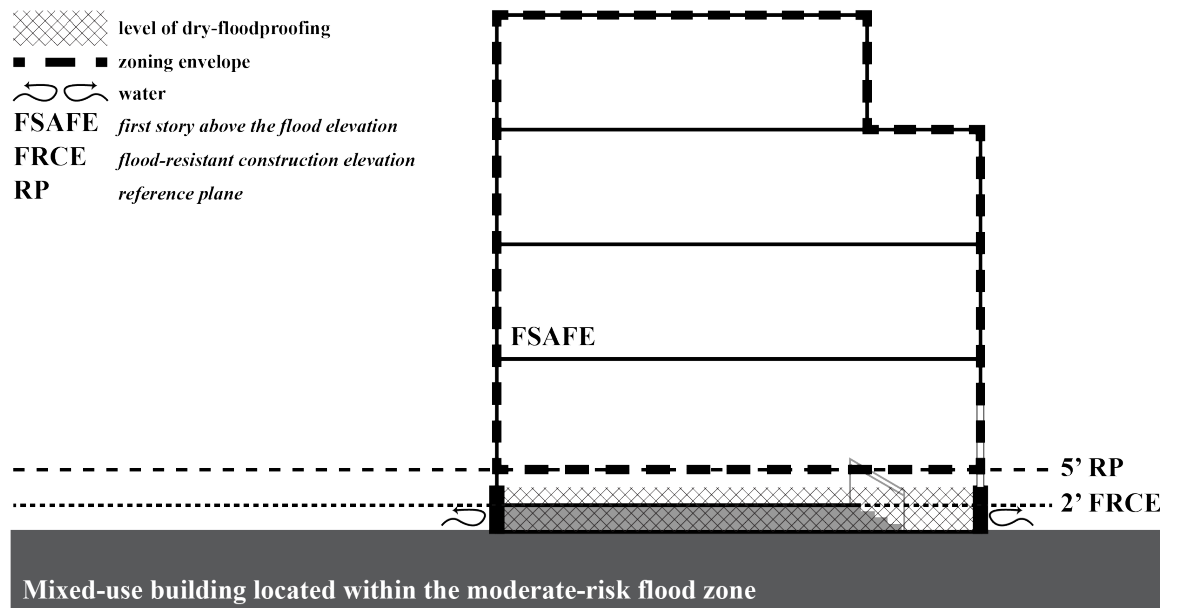 level of dry-floodproofing
zoning envelope
water
FSAFE first story above the flood elevation
FRCE flood-resistant construction elevation
RP reference plane
FSAFE
5’ RP
2’ FRCE
Mixed-use building located within the moderate-risk flood zone